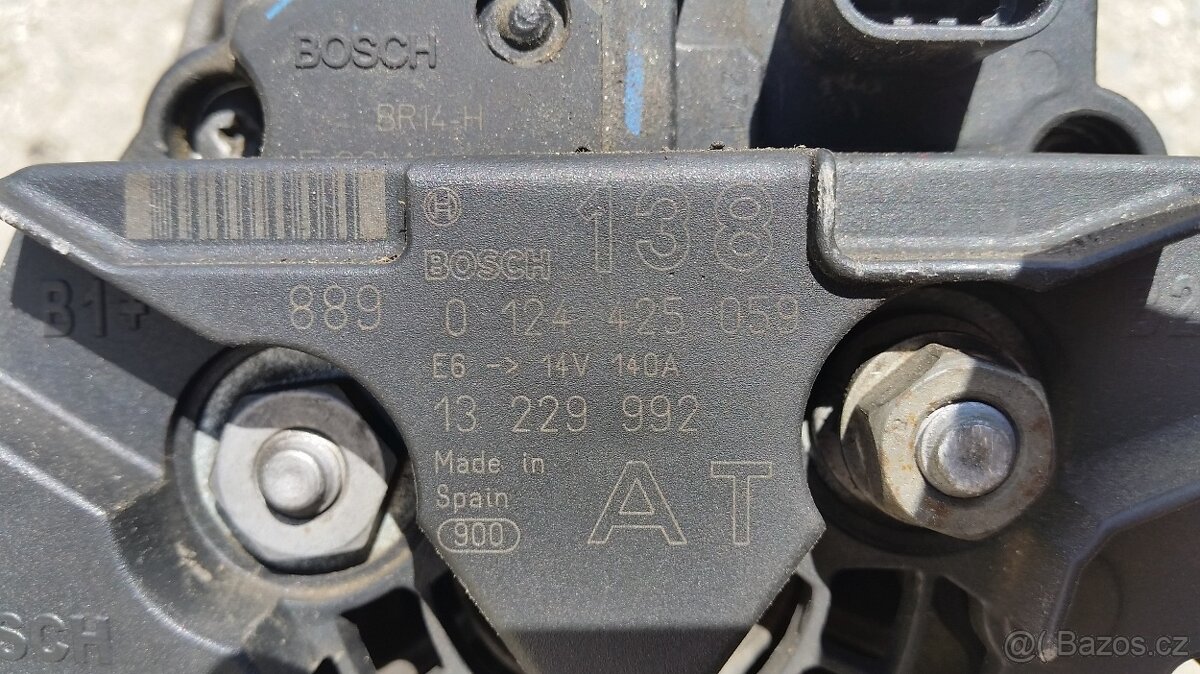 BOSCH
BR14-H
BOSCH 138
B1+
889 0 124 425 059
E6 -> 14V 140A
13 229 992
Made in
Spain
AT
900
SCH
@( Bazos.cz